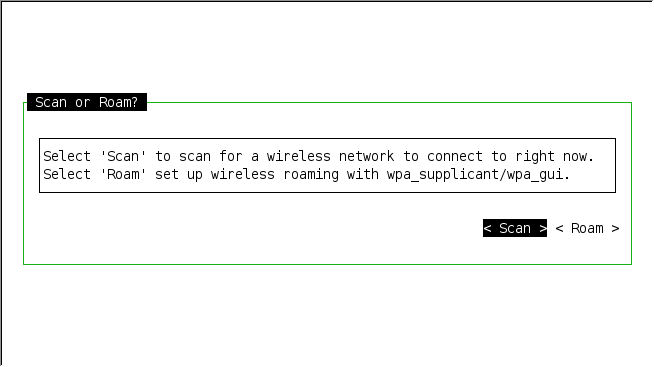 Scan or Roam?
Select 'Scan' to scan for a wireless network to connect to right now.
Select 'Roam' set up wireless roaming with wpa_supplicant/wpa_gui.
< Scan > < Roam >